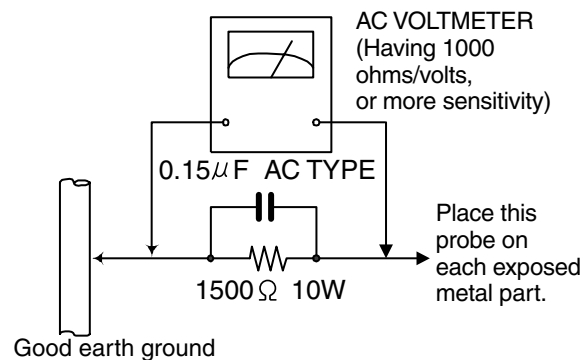 AC VOLTMETER
(Having 1000
ohms/volts,
or more sensitivity)
0.15μF AC TYPE
Place this
probe on
each exposed
metal part.
1500Ω 10W
Good earth ground